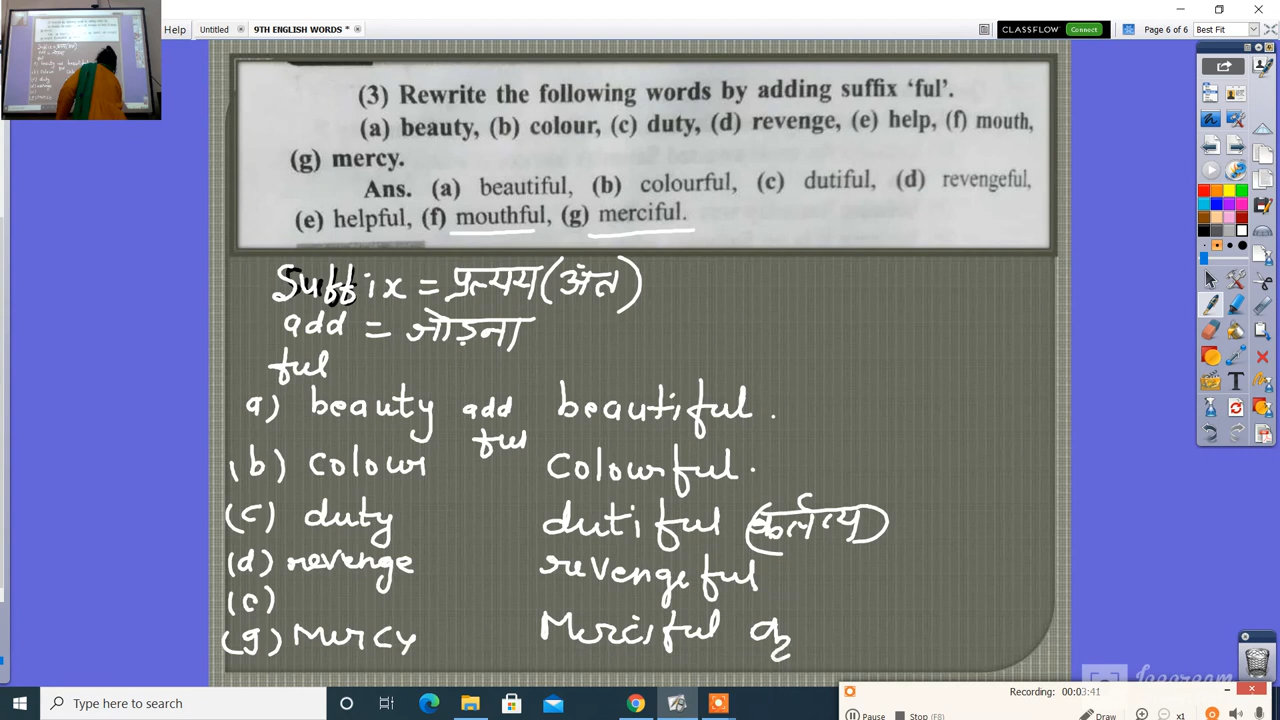 Help
Untitled
9TH ENGLISH WORDS *
CLASSFLOW
Connect
Page 6 of 6
Best Fit
(3) Rewrite the following words by adding suffix ‘ful’.
(a) beauty, (b) colour, (c) duty, (d) revenge, (e) help, (f) mouth,
(g) mercy.
Ans. (a) beautiful, (b) colourful, (c) dutiful, (d) revengeful,
(e) helpful, (f) mouthful, (g) merciful.
Suffix = प्रत्यय (अंत)
add = जोड़ना
ful
a) beauty add beautiful .
ful
(b) Colour Colourful .
(c) duty dutiful
(d) revenge revengeful
(g) Mercy Merciful
Icecream
Type here to search
Recording: 00:03:41
Pause
Stop (F8)
Draw
x1